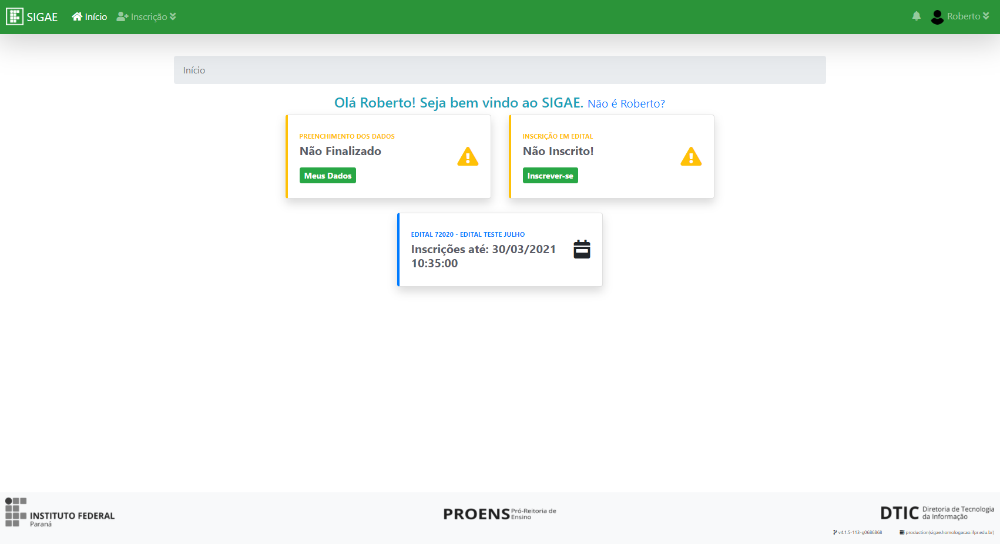 SIGAE Início Inscrição Roberto
Início
Olá Roberto! Seja bem vindo ao SIGAE. Não é Roberto?
PREENCHIMENTO DOS DADOS
Não Finalizado
Meus Dados
INSCRIÇÃO EM EDITAL
Não Inscrito!
Inscrever-se
EDITAL 72020 - EDITAL TESTE JULHO
Inscrições até: 30/03/2021
10:35:00
INSTITUTO FEDERAL
Paraná
PROENS Pró-Reitoria de
Ensino
DTIC Diretoria de Tecnologia
da Informação
v4.1.5-113-g0686868 production(sigae.homologacao.ifpr.edu.br)